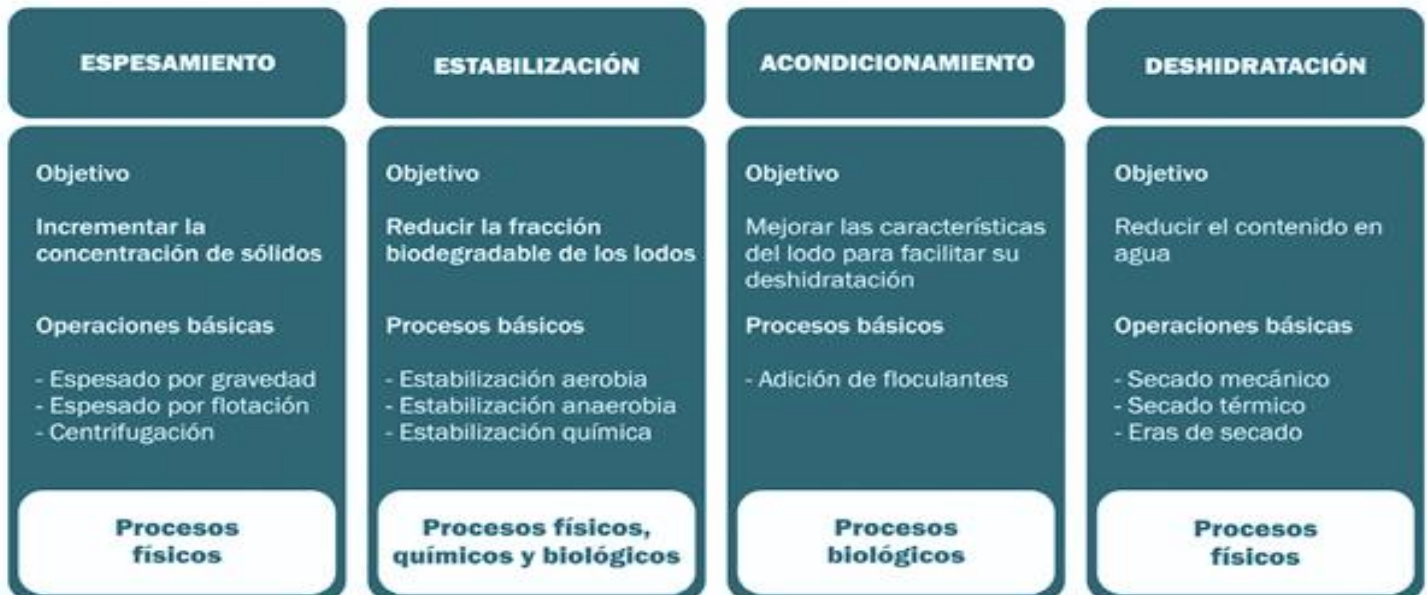 ESPESAMIENTO
Objetivo
Incrementar la
concentración de sólidos
Operaciones básicas
- Espesado por gravedad
- Espesado por flotación
- Centrifugación
Procesos
físicos
ESTABILIZACIÓN
Objetivo
Reducir la fracción
biodegradable de los lodos
Procesos básicos
- Estabilización aerobia
- Estabilización anaerobia
- Estabilización química
Procesos físicos,
químicos y biológicos
ACONDICIONAMIENTO
Objetivo
Mejorar las características
del lodo para facilitar su
deshidratación
Procesos básicos
- Adición de floculantes
Procesos
biológicos
DESHIDRATACIÓN
Objetivo
Reducir el contenido en
agua
Operaciones básicas
- Secado mecánico
- Secado térmico
- Eras de secado
Procesos
físicos